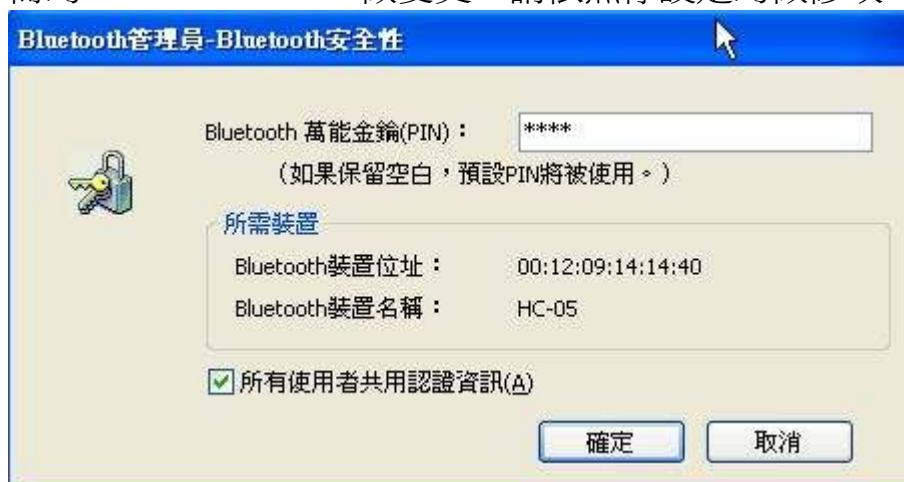 Bluetooth管理員-Bluetooth安全性
Bluetooth 萬能金鑰(PIN)：
****
（如果保留空白，預設PIN將被使用。）
所需裝置
Bluetooth裝置位址：
00:12:09:14:14:40
Bluetooth裝置名稱：
HC-05
所有使用者共用認證資訊(A)
確定
取消